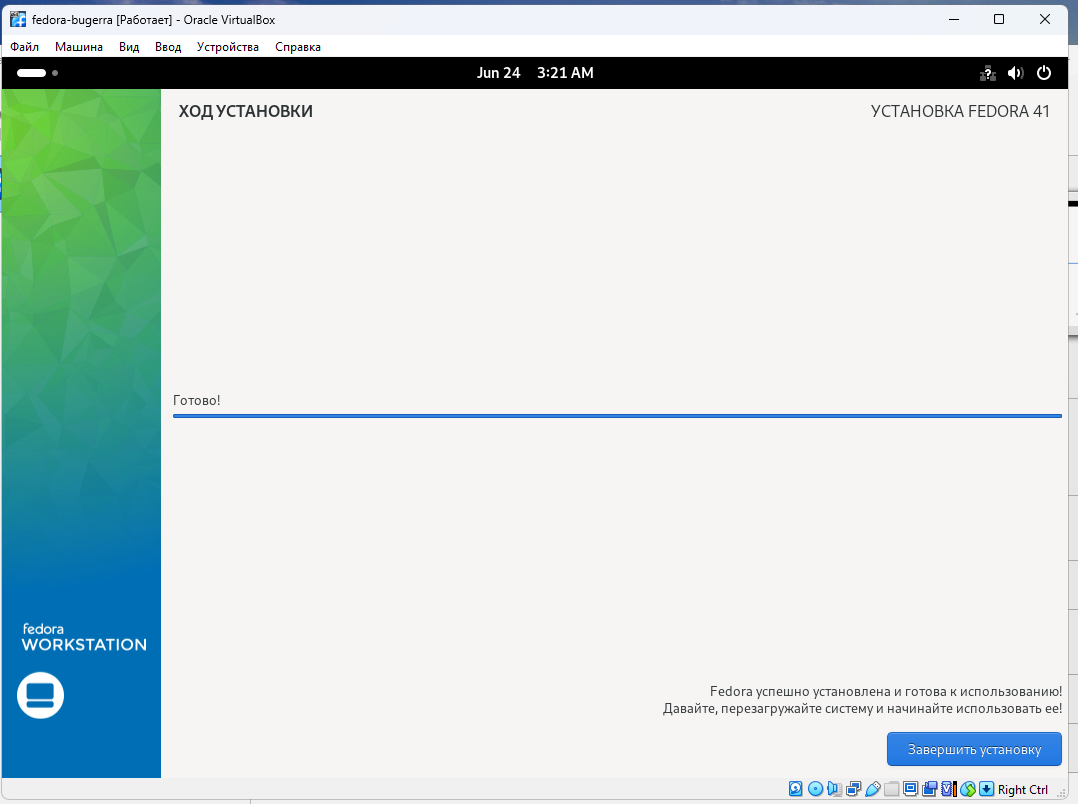 fedora-bugerra [Работает] - Oracle VirtualBox
Файл Машина Вид Ввод Устройства Справка
Jun 24 3:21 AM
ХОД УСТАНОВКИ
УСТАНОВКА FEDORA 41
Готово!
fedora
WORKSTATION
Fedora успешно установлена и готова к использованию!
Давайте, перезагружайте систему и начинайте использовать ее!
Завершить установку
Right Ctrl